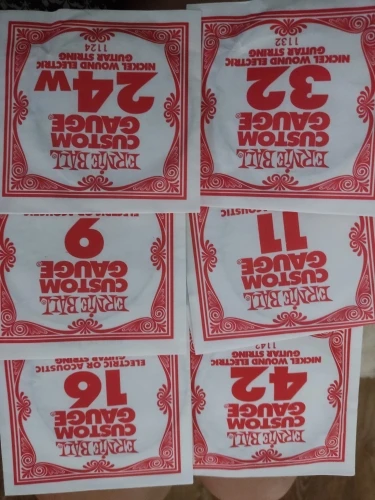 ERNIE BALL
CUSTOM
GAUGE®
42
NICKEL WOUND ELECTRIC
GUITAR STRING
ERNIE BALL
CUSTOM
GAUGE®
16
ELECTRIC OR ACOUSTIC
GUITAR STRING
ERNIE BALL
CUSTOM
GAUGE®
11
ACOUSTIC
ERNIE BALL
CUSTOM
GAUGE®
9
ELECTRIC OR ACOUSTIC
ERNIE BALL
CUSTOM
GAUGE®
32
NICKEL WOUND ELECTRIC
GUITAR STRING
1132
ERNIE BALL
CUSTOM
GAUGE®
24w
NICKEL WOUND ELECTRIC
GUITAR STRING
1124